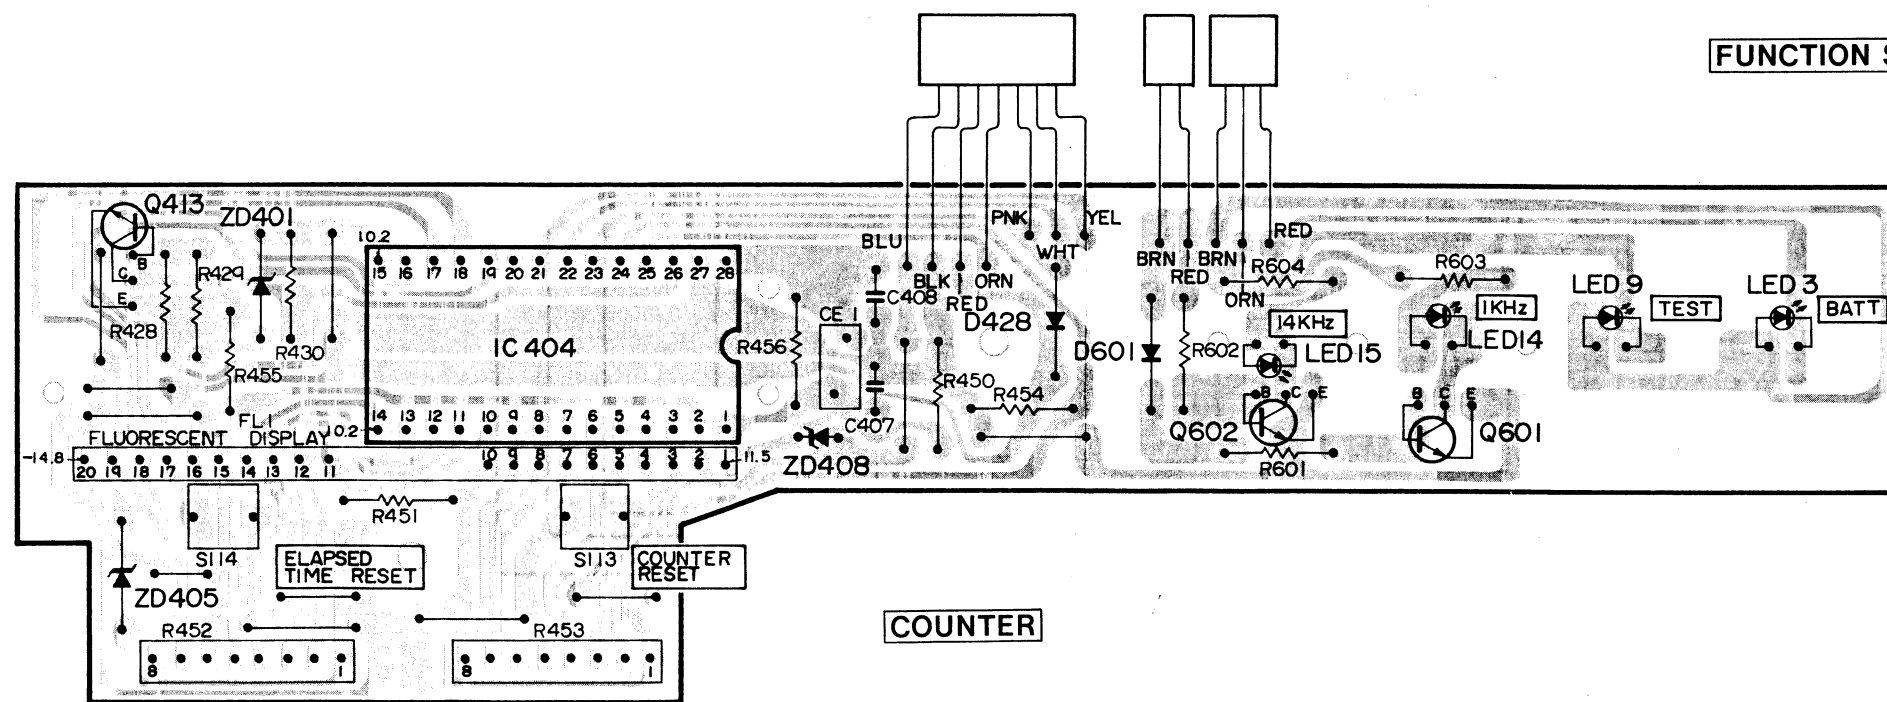 FUNCTION S
Q413
ZD401
B
C
E
R429
R428
R455
R430
10.2
15 16 17 18 19 20 21 22 23 24 25 26 27 28
IC 404
14 13 12 11 10 9 8 7 6 5 4 3 2 1
10.2
FL1
FLUORESCENT DISPLAY
-14.8
20 19 18 17 16 15 14 13 12 11
10 9 8 7 6 5 4 3 2 1
11.5
R451
S114
ELAPSED
TIME RESET
S113
COUNTER
RESET
ZD405
R452
8 1
R453
8 1
COUNTER
BLU
BLK
RED
ORN
PNK
WHT
YEL
C408
CE 1
R456
C407
ZD408
R450
R454
D428
D601
BRN
RED
BRN
ORN
RED
R604
R602
14KHz
LED15
B C E
Q602
R601
R603
1KHz
LED14
B C E
Q601
LED 9
TEST
LED 3
BATT